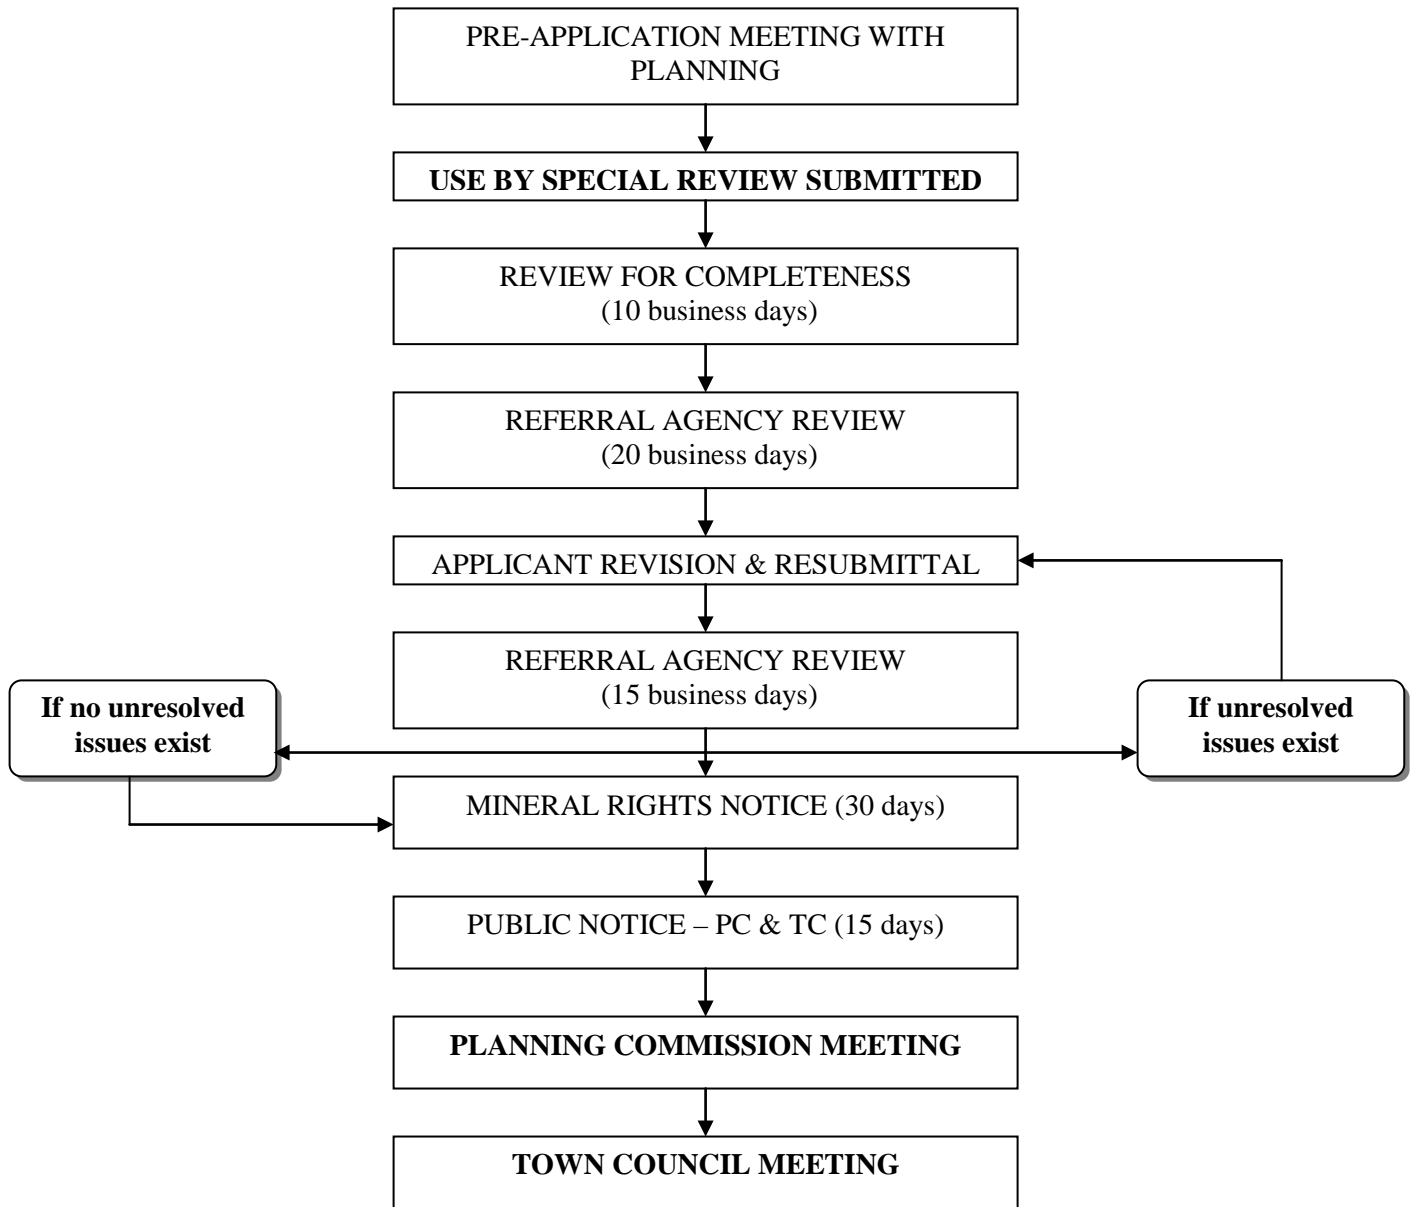 PRE-APPLICATION MEETING WITH
PLANNING
USE BY SPECIAL REVIEW SUBMITTED
REVIEW FOR COMPLETENESS
(10 business days)
REFERRAL AGENCY REVIEW
(20 business days)
APPLICANT REVISION & RESUBMITTAL
REFERRAL AGENCY REVIEW
(15 business days)
If no unresolved
issues exist
If unresolved
issues exist
MINERAL RIGHTS NOTICE (30 days)
PUBLIC NOTICE – PC & TC (15 days)
PLANNING COMMISSION MEETING
TOWN COUNCIL MEETING